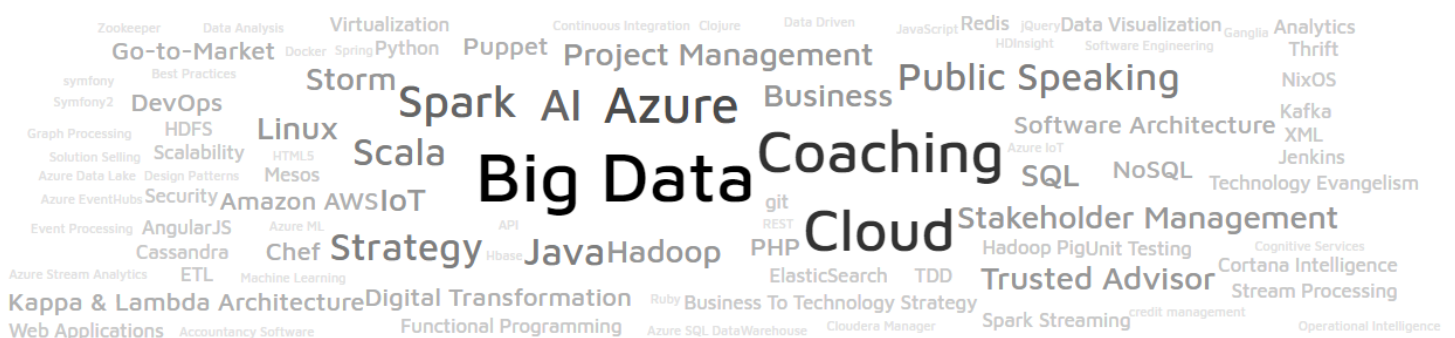 Zookeeper
Data Analysis
Virtualization
Continuous Integration
Clojure
Data Driven
JavaScript
Redis
jQuery
Data Visualization
Ganglia
Analytics
Go-to-Market
Docker
Spring
Python
Puppet
Project Management
HDInsight
Software Engineering
Thrift
symfony
Best Practices
Storm
Public Speaking
NixOS
Symfony2
DevOps
Spark
AI
Azure
Business
Kafka
Graph Processing
HDFS
Linux
Software Architecture
XML
Solution Selling
Scalability
HTML5
Scala
Big Data
Coaching
Azure IoT
Jenkins
Azure Data Lake
Design Patterns
Mesos
SQL
NoSQL
Technology Evangelism
Azure EventHubs
Security
Amazon AWS
IoT
git
Event Processing
AngularJS
Azure ML
API
REST
Cloud
Stakeholder Management
Cassandra
Chef
Strategy
Hbase
Java
Hadoop
PHP
Hadoop Pig
Unit Testing
Cognitive Services
Azure Stream Analytics
ETL
Machine Learning
ElasticSearch
TDD
Trusted Advisor
Cortana Intelligence
Kappa & Lambda Architecture
Digital Transformation
Ruby
Business To Technology Strategy
Stream Processing
Web Applications
Accountancy Software
Functional Programming
Azure SQL DataWarehouse
Cloudera Manager
Spark Streaming
credit management
Operational Intelligence